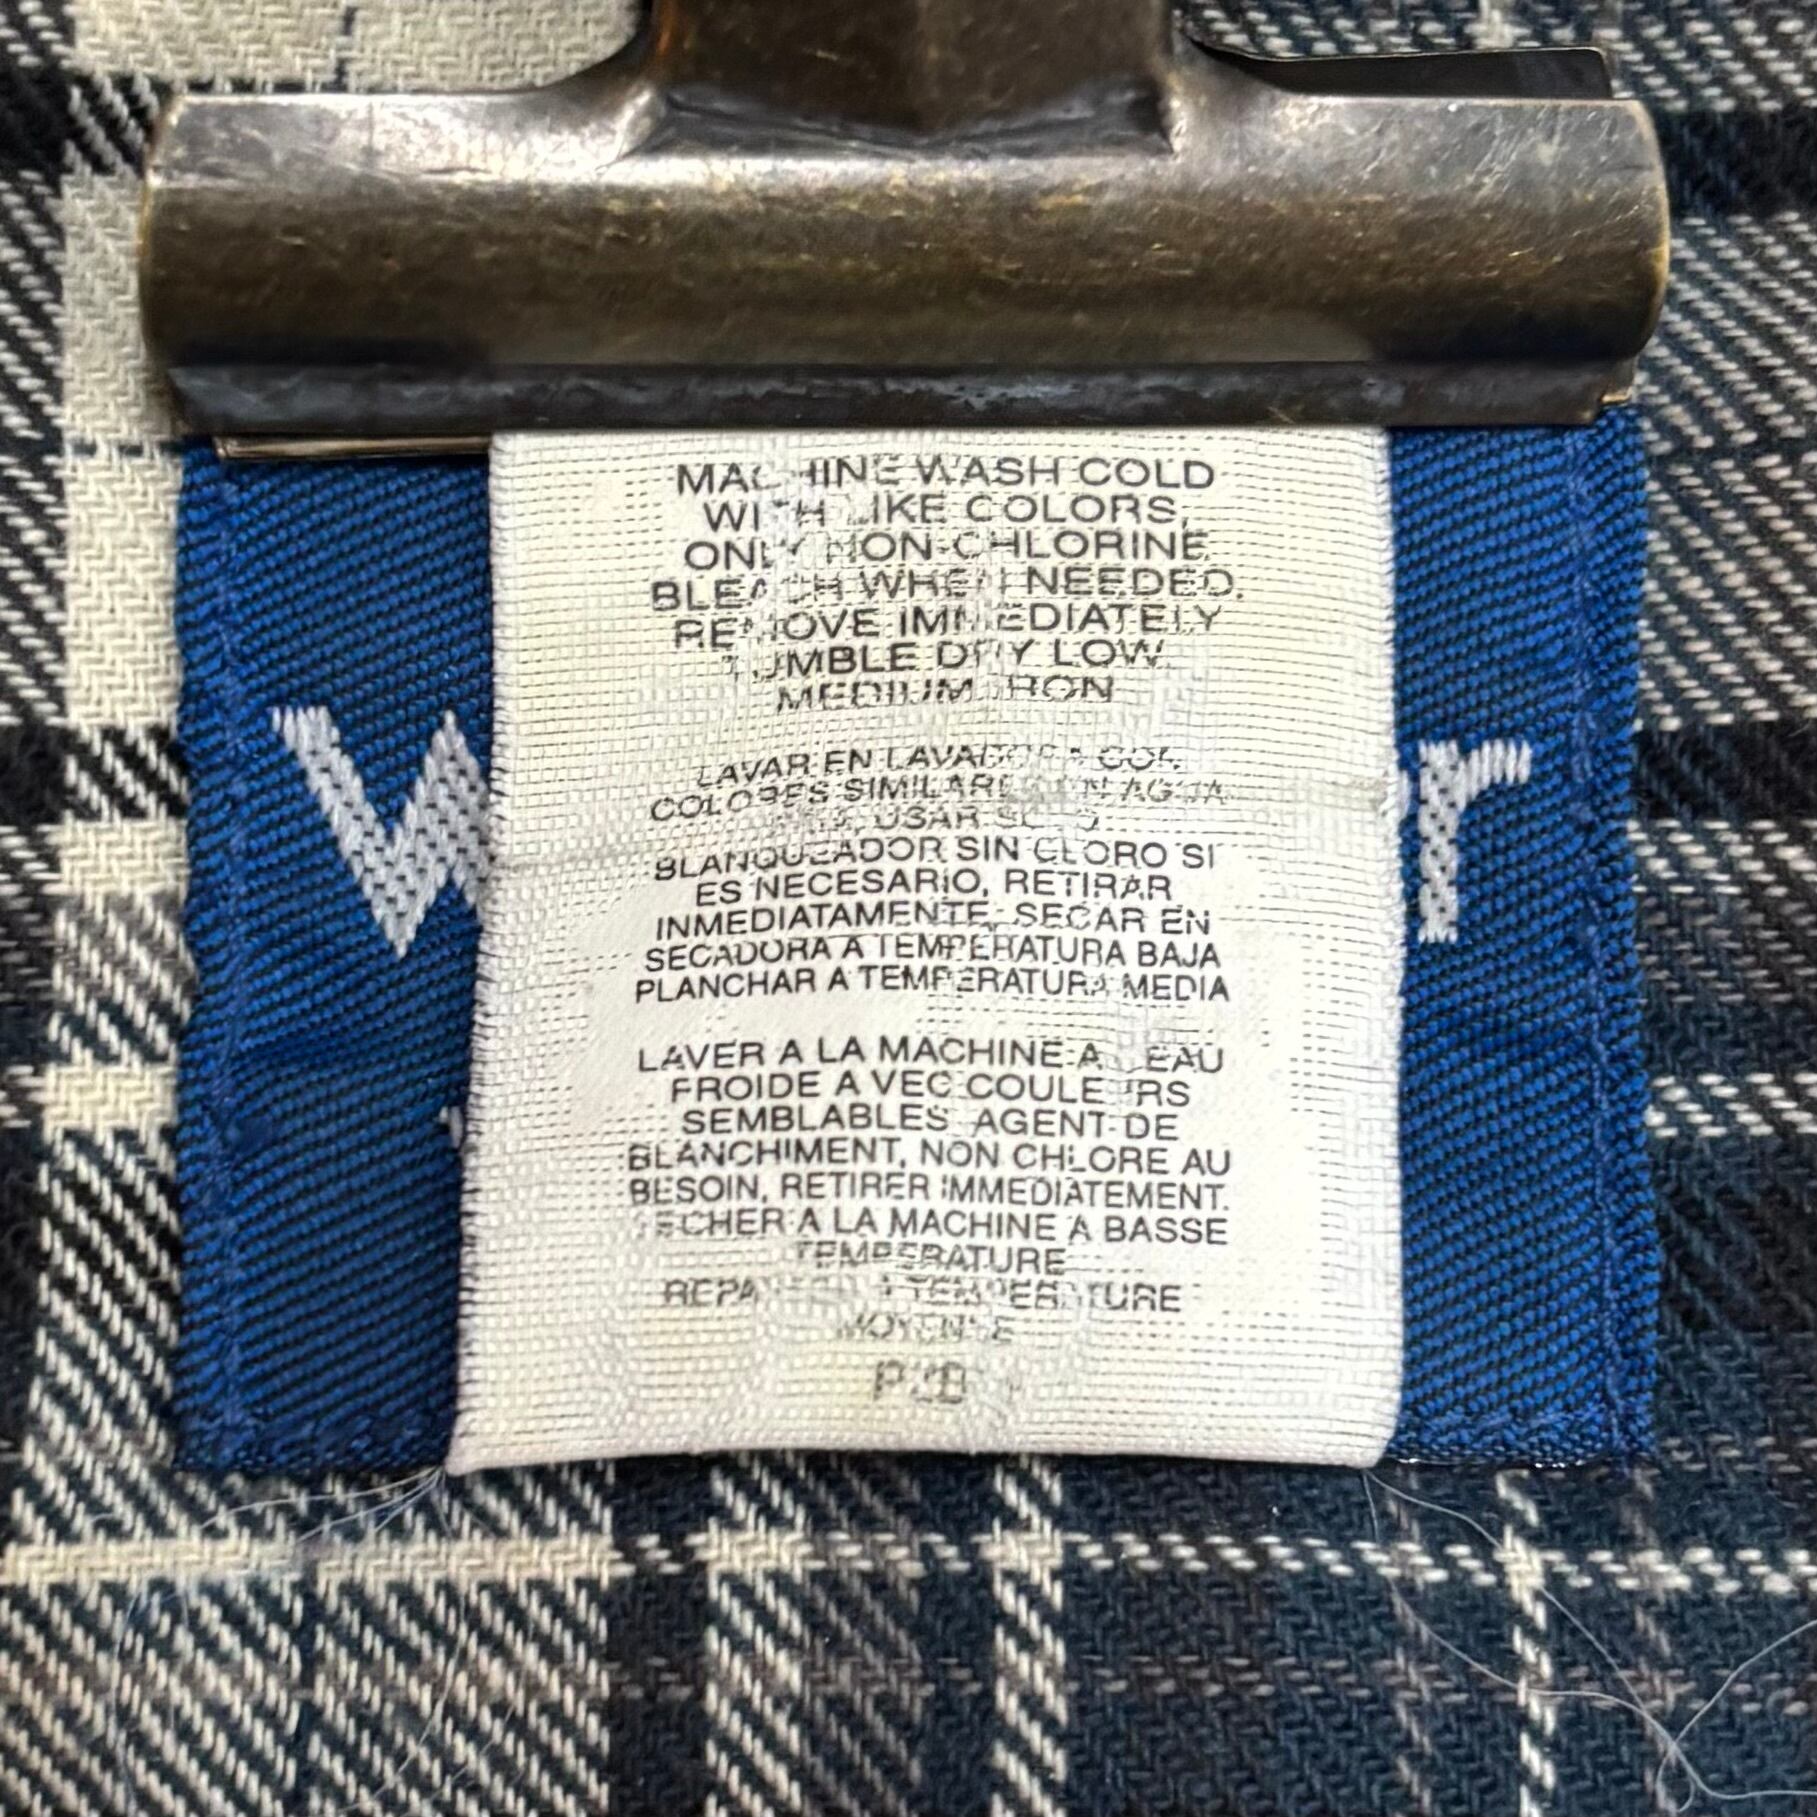 MACHINE WASH COLD
WITH LIKE COLORS,
ONLY NON-CHLORINE
BLEACH WHEN NEEDED.
REMOVE IMMEDIATELY
TUMBLE DRY LOW.
MEDIUM IRON
LAVAR EN LAVADORA CON
COLORES SIMILARES EN AGUA
USAR SOLO
BLANQUEADOR SIN CLORO SI
ES NECESARIO, RETIRAR
INMEDIATAMENTE, SECAR EN
SECADORA A TEMPERATURA BAJA
PLANCHAR A TEMPERATURA MEDIA
LAVER A LA MACHINE A L'EAU
FROIDE A VEC COULEURS
SEMBLABLES AGENT DE
BLANCHIMENT, NON CHLORE AU
BESOIN, RETIRER IMMEDIATEMENT.
SECHER A LA MACHINE A BASSE
TEMPERATURE
TEMPERATURE
MOYENNE